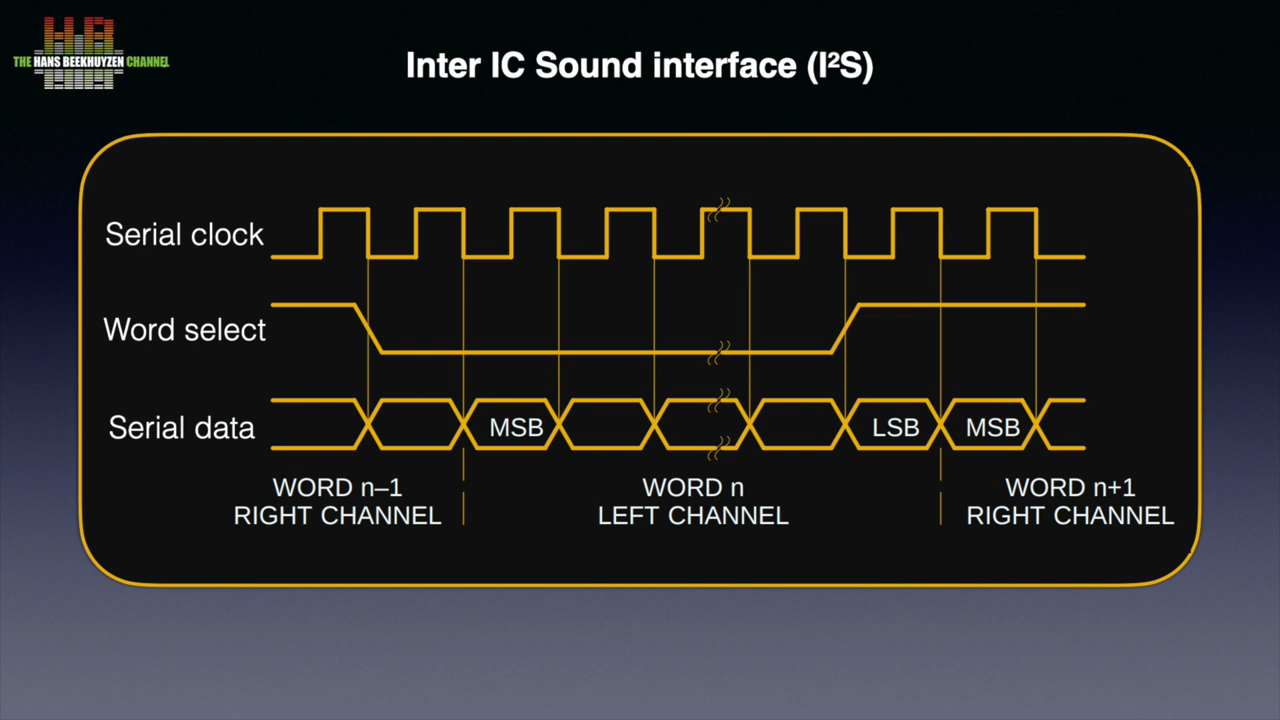 THE HANS BEEKHUYZEN CHANNEL
Inter IC Sound interface (I²S)
Serial clock
Word select
Serial data
MSB
LSB
MSB
WORD n–1
RIGHT CHANNEL
WORD n
LEFT CHANNEL
WORD n+1
RIGHT CHANNEL